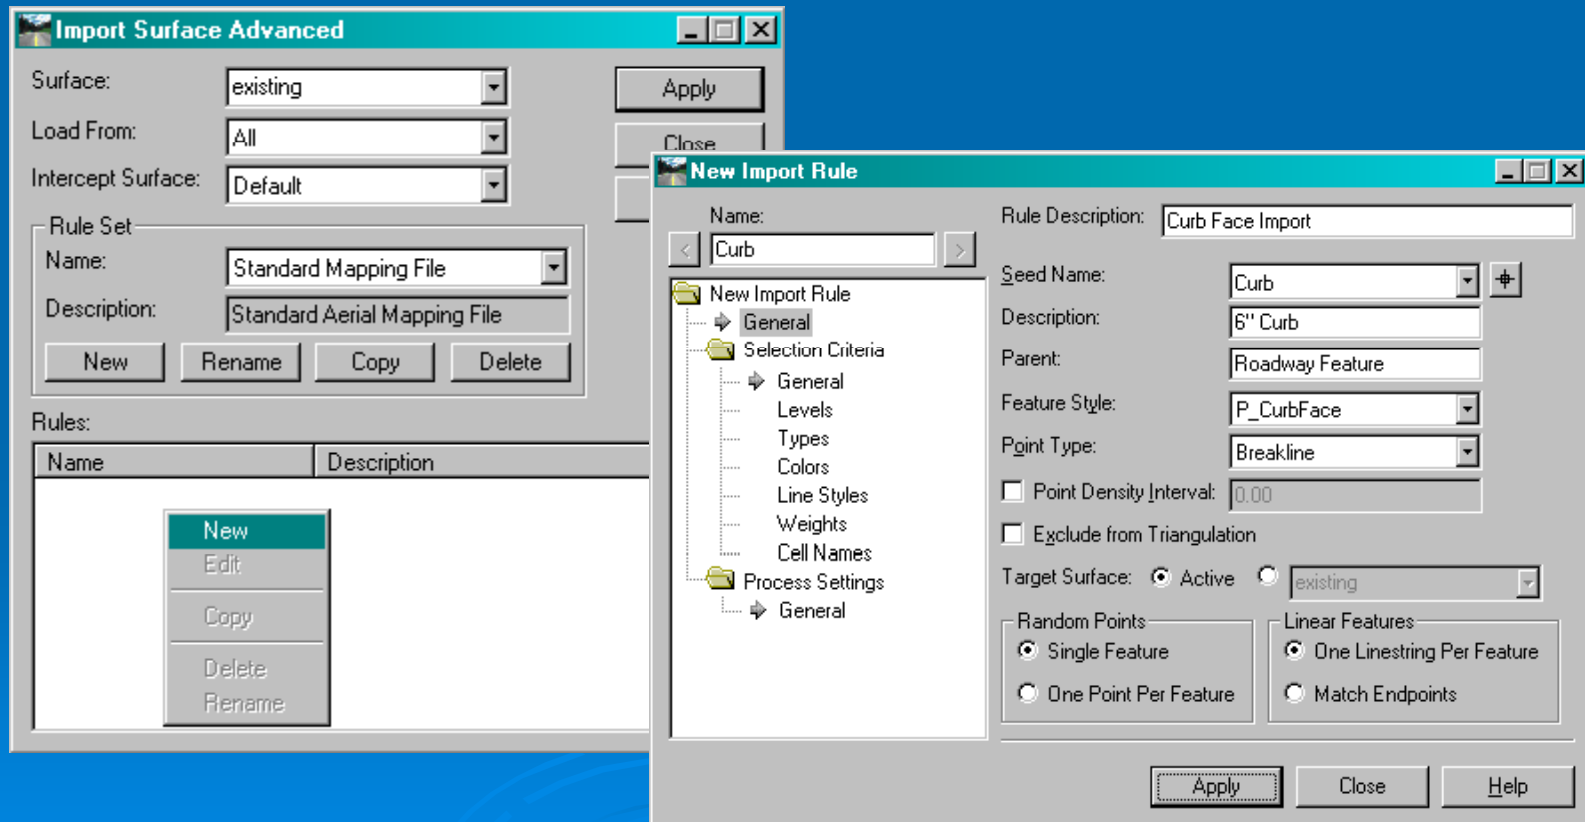 Import Surface Advanced
Surface: existing
Load From: All
Intercept Surface: Default
Apply
Close
Rule Set
Name: Standard Mapping File
Description: Standard Aerial Mapping File
New Rename Copy Delete
Rules:
Name Description
New
Edit
Copy
Delete
Rename
New Import Rule
Name:
< Curb >
New Import Rule
General
Selection Criteria
General
Levels
Types
Colors
Line Styles
Weights
Cell Names
Process Settings
General
Rule Description: Curb Face Import
Seed Name: Curb
Description: 6" Curb
Parent: Roadway Feature
Feature Style: P_CurbFace
Point Type: Breakline
Point Density Interval: 0.00
Exclude from Triangulation
Target Surface: Active existing
Random Points
Single Feature
One Point Per Feature
Linear Features
One Linestring Per Feature
Match Endpoints
Apply Close Help